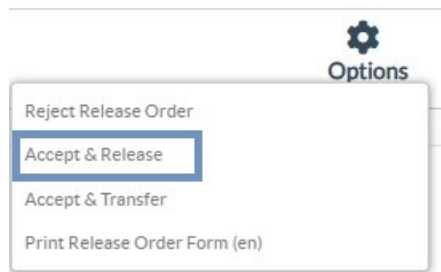 Options
Reject Release Order
Accept & Release
Accept & Transfer
Print Release Order Form (en)